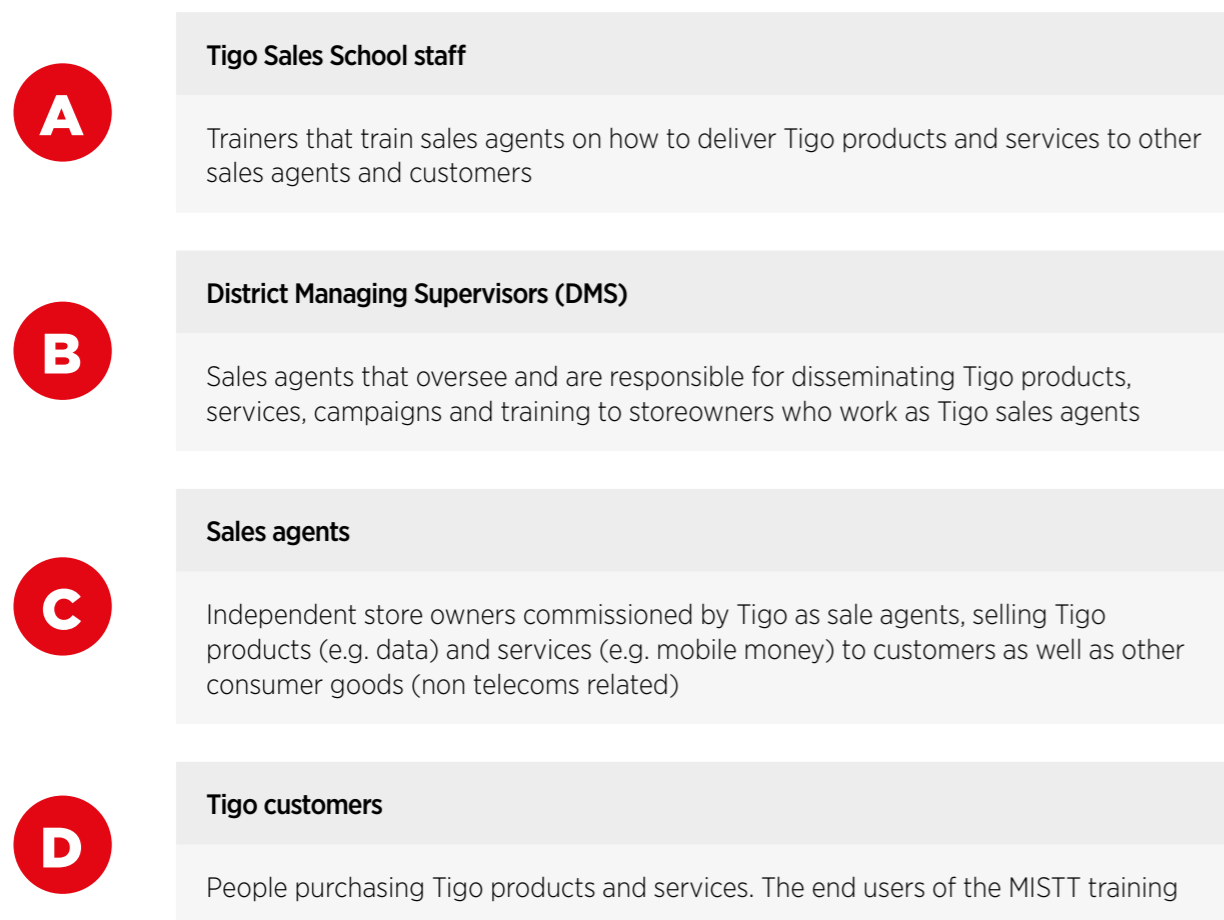 A
Tigo Sales School staff
Trainers that train sales agents on how to deliver Tigo products and services to other
sales agents and customers
B
District Managing Supervisors (DMS)
Sales agents that oversee and are responsible for disseminating Tigo products,
services, campaigns and training to storeowners who work as Tigo sales agents
C
Sales agents
Independent store owners commissioned by Tigo as sale agents, selling Tigo
products (e.g. data) and services (e.g. mobile money) to customers as well as other
consumer goods (non telecoms related)
D
Tigo customers
People purchasing Tigo products and services. The end users of the MISTT training